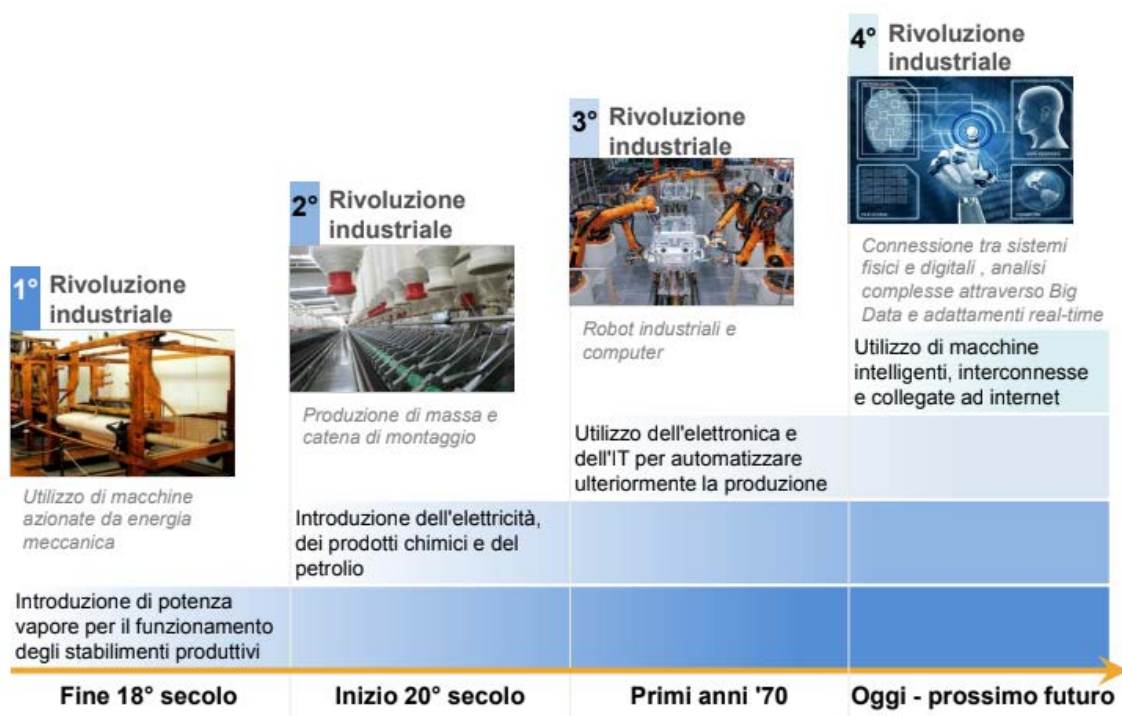 1° Rivoluzione
industriale
Utilizzo di macchine
azionate da energia
meccanica
Introduzione di potenza
vapore per il funzionamento
degli stabilimenti produttivi
Fine 18° secolo
2° Rivoluzione
industriale
Produzione di massa e
catena di montaggio
Introduzione dell'elettricità,
dei prodotti chimici e del
petrolio
Inizio 20° secolo
3° Rivoluzione
industriale
Robot industriali e
computer
Utilizzo dell'elettronica e
dell'IT per automatizzare
ulteriormente la produzione
Primi anni '70
4° Rivoluzione
industriale
Connessione tra sistemi
fisici e digitali , analisi
complesse attraverso Big
Data e adattamenti real-time
Utilizzo di macchine
intelligenti, interconnesse
e collegate ad internet
Oggi - prossimo futuro